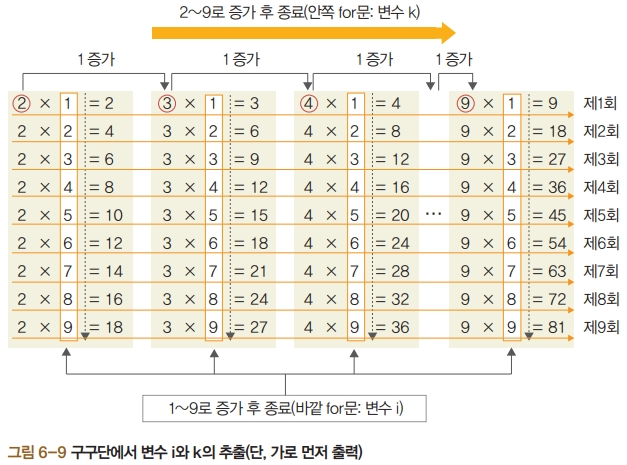 2~9로 증가 후 종료(안쪽 for문: 변수 k)
1 증가 1 증가 1 증가 1 증가
2 × 1 = 2 3 × 1 = 3 4 × 1 = 4 9 × 1 = 9 제1회
2 × 2 = 4 3 × 2 = 6 4 × 2 = 8 9 × 2 = 18 제2회
2 × 3 = 6 3 × 3 = 9 4 × 3 = 12 9 × 3 = 27 제3회
2 × 4 = 8 3 × 4 = 12 4 × 4 = 16 9 × 4 = 36 제4회
2 × 5 = 10 3 × 5 = 15 4 × 5 = 20 ··· 9 × 5 = 45 제5회
2 × 6 = 12 3 × 6 = 18 4 × 6 = 24 9 × 6 = 54 제6회
2 × 7 = 14 3 × 7 = 21 4 × 7 = 28 9 × 7 = 63 제7회
2 × 8 = 16 3 × 8 = 24 4 × 8 = 32 9 × 8 = 72 제8회
2 × 9 = 18 3 × 9 = 27 4 × 9 = 36 9 × 9 = 81 제9회
1~9로 증가 후 종료(바깥 for문: 변수 i)
그림 6-9 구구단에서 변수 i와 k의 추출(단, 가로 먼저 출력)